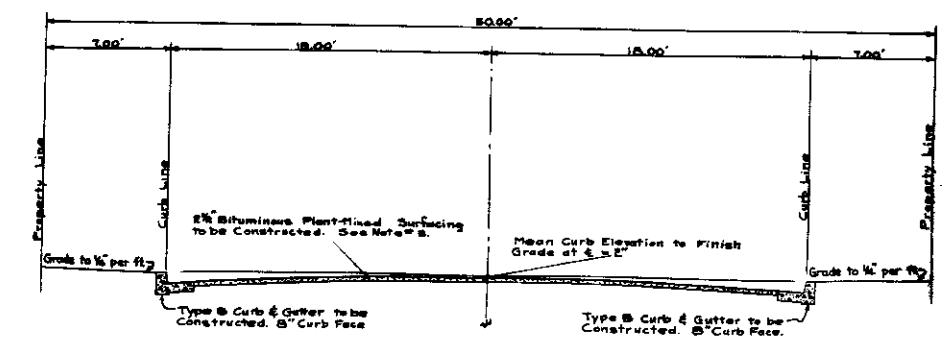 50.00'
7.00'
18.00'
18.00'
7.00'
Property Line
Curb Line
Curb Line
Property Line
Bituminous Plant-Mixed Surfacing
to be Constructed. See Note
Mean Curb Elevation to Finish
Grade at ℄ = 2"
Grade to ¼" per ft.
Grade to ¼" per ft.
Type B Curb & Gutter to be
Constructed. 8" Curb Face
Type B Curb & Gutter to be
Constructed. 8" Curb Face.